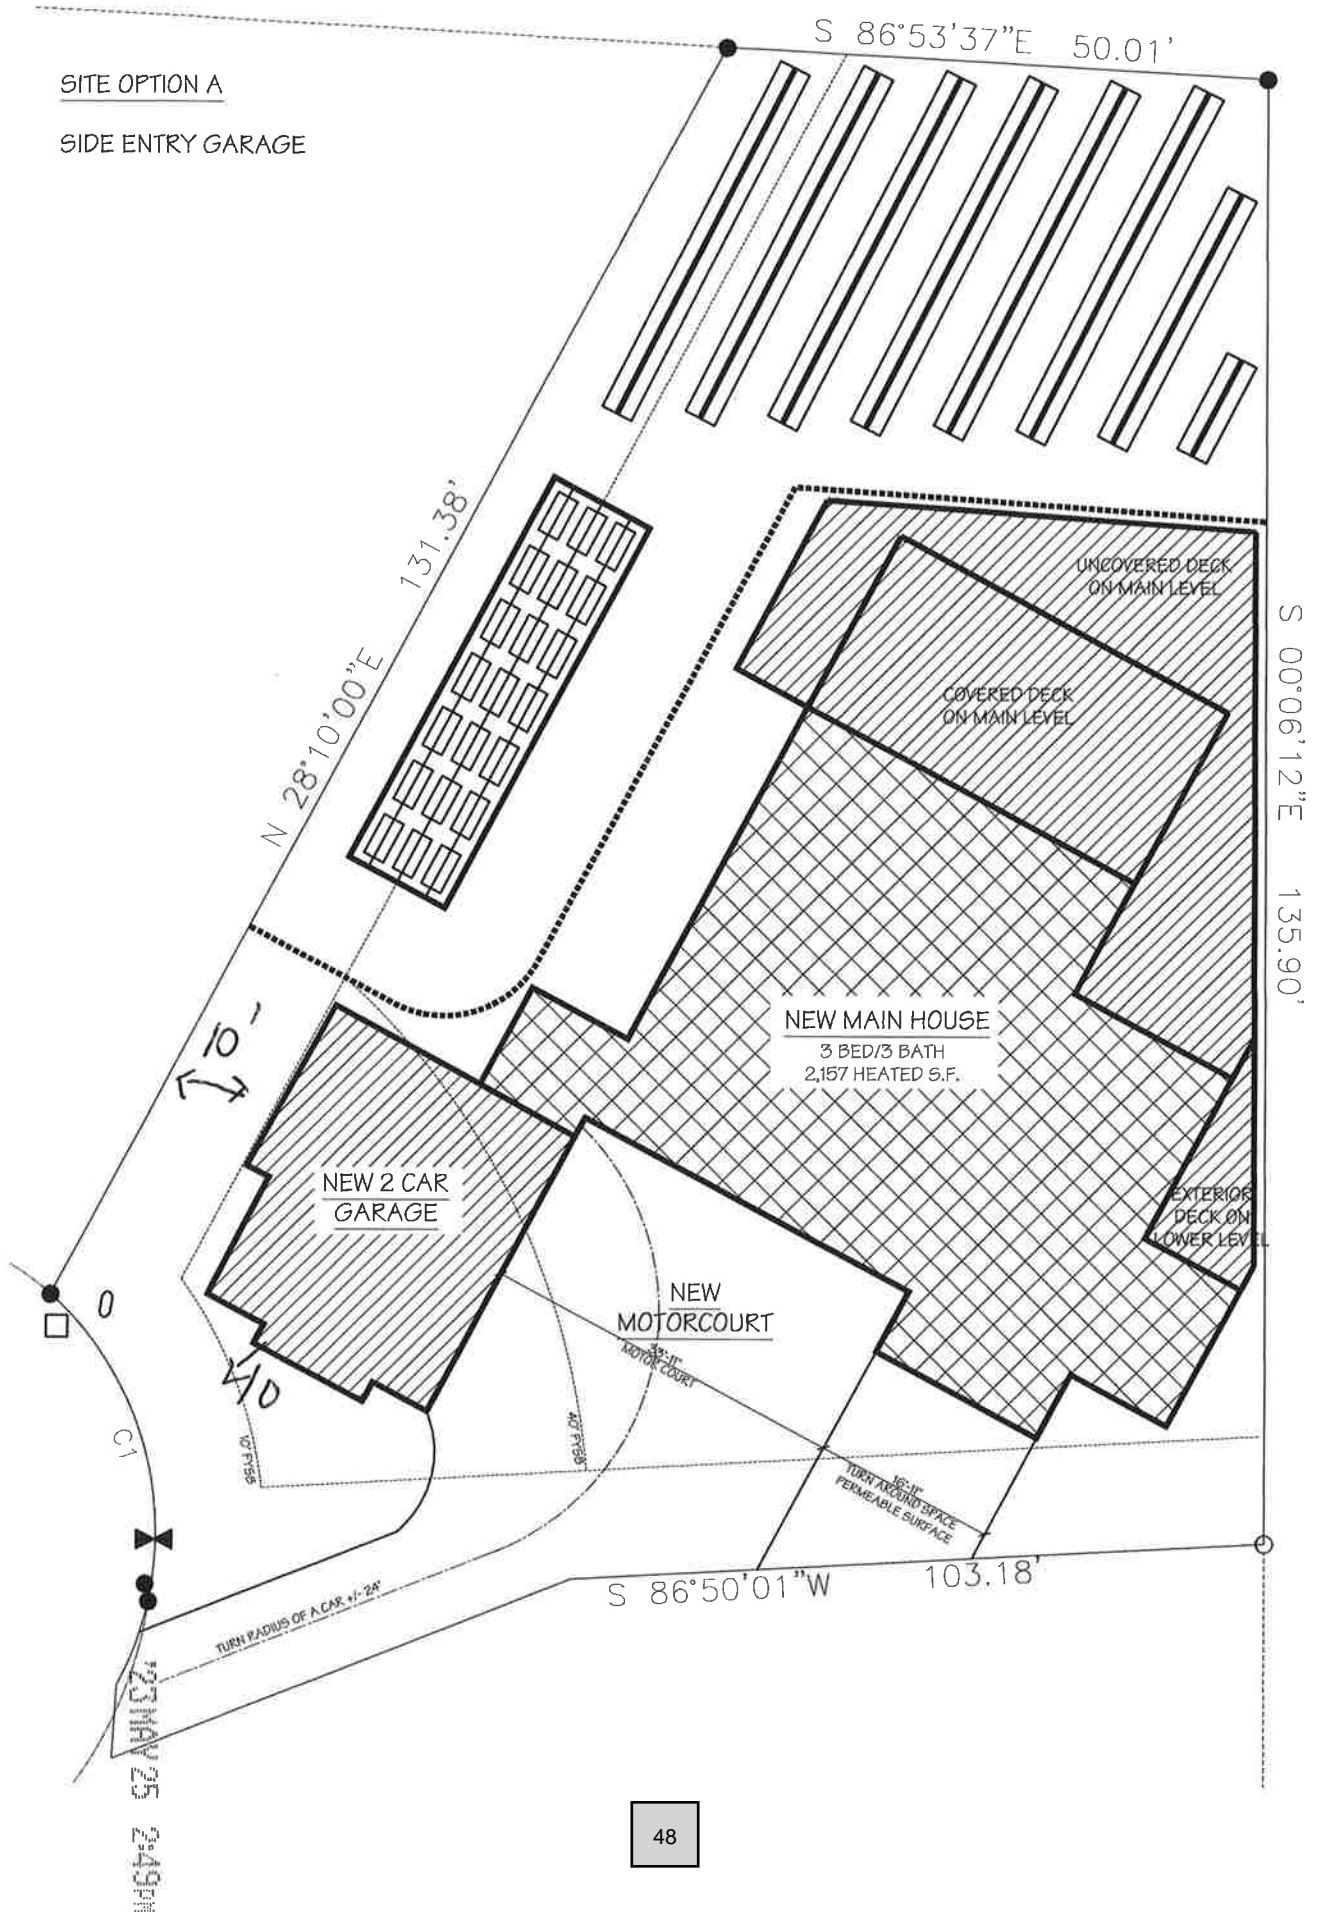 S 86°53'37"E 50.01'
SITE OPTION A
SIDE ENTRY GARAGE
N 28°10'00"E 131.38'
UNCOVERED DECK
ON MAIN LEVEL
COVERED DECK
ON MAIN LEVEL
S 00°06'12"E 135.90'
10'
NEW MAIN HOUSE
3 BED/3 BATH
2,157 HEATED S.F.
NEW 2 CAR
GARAGE
EXTERIOR
DECK ON
LOWER LEVEL
NEW
MOTORCOURT
33'-11"
MOTOR COURT
10
C1
10' FYSB
40' FYSB
16'-11"
TURN AROUND SPACE
PERMEABLE SURFACE
S 86°50'01"W 103.18'
TURN RADIUS OF A CAR +/- 24'
'23 MAY 25 2:49PM
48